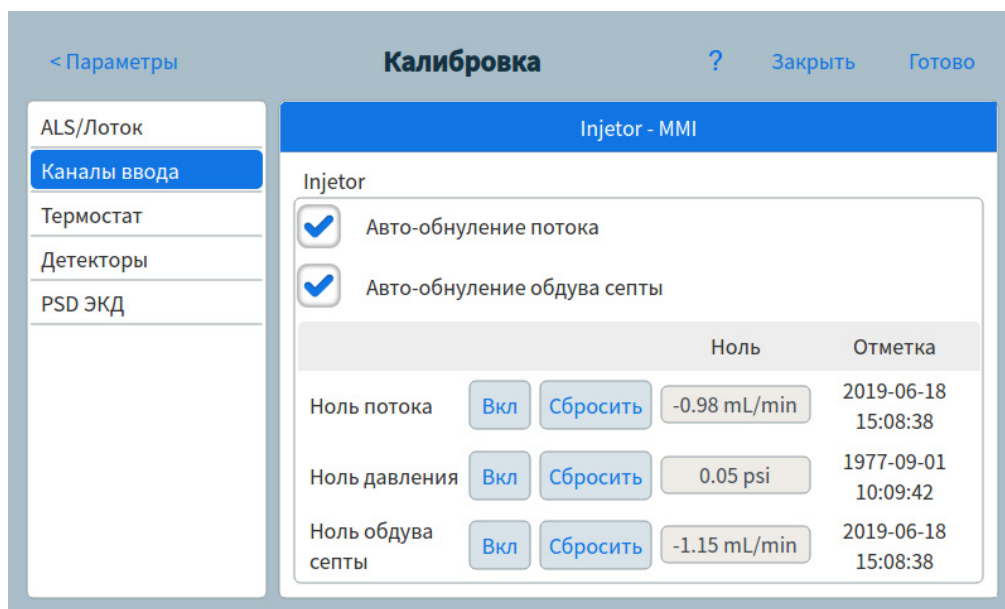 < Параметры Калибровка ? Закрыть Готово
ALS/Лоток
Каналы ввода
Термостат
Детекторы
PSD ЭКД
Injetor - MMI
Injetor
Авто-обнуление потока
Авто-обнуление обдува септы
Ноль Отметка
Ноль потока Вкл Сбросить -0.98 mL/min 2019-06-18
15:08:38
Ноль давления Вкл Сбросить 0.05 psi 1977-09-01
10:09:42
Ноль обдува
септы Вкл Сбросить -1.15 mL/min 2019-06-18
15:08:38